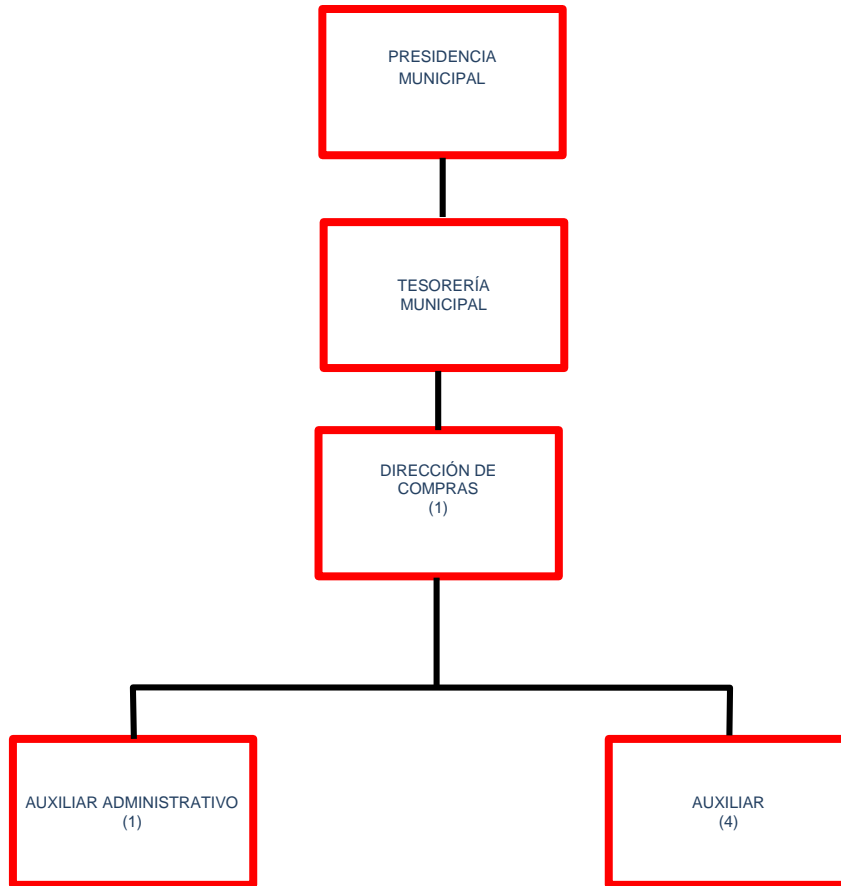 PRESIDENCIA
MUNICIPAL
TESORERÍA
MUNICIPAL
DIRECCIÓN DE
COMPRAS
(1)
AUXILIAR ADMINISTRATIVO
(1)
AUXILIAR
(4)